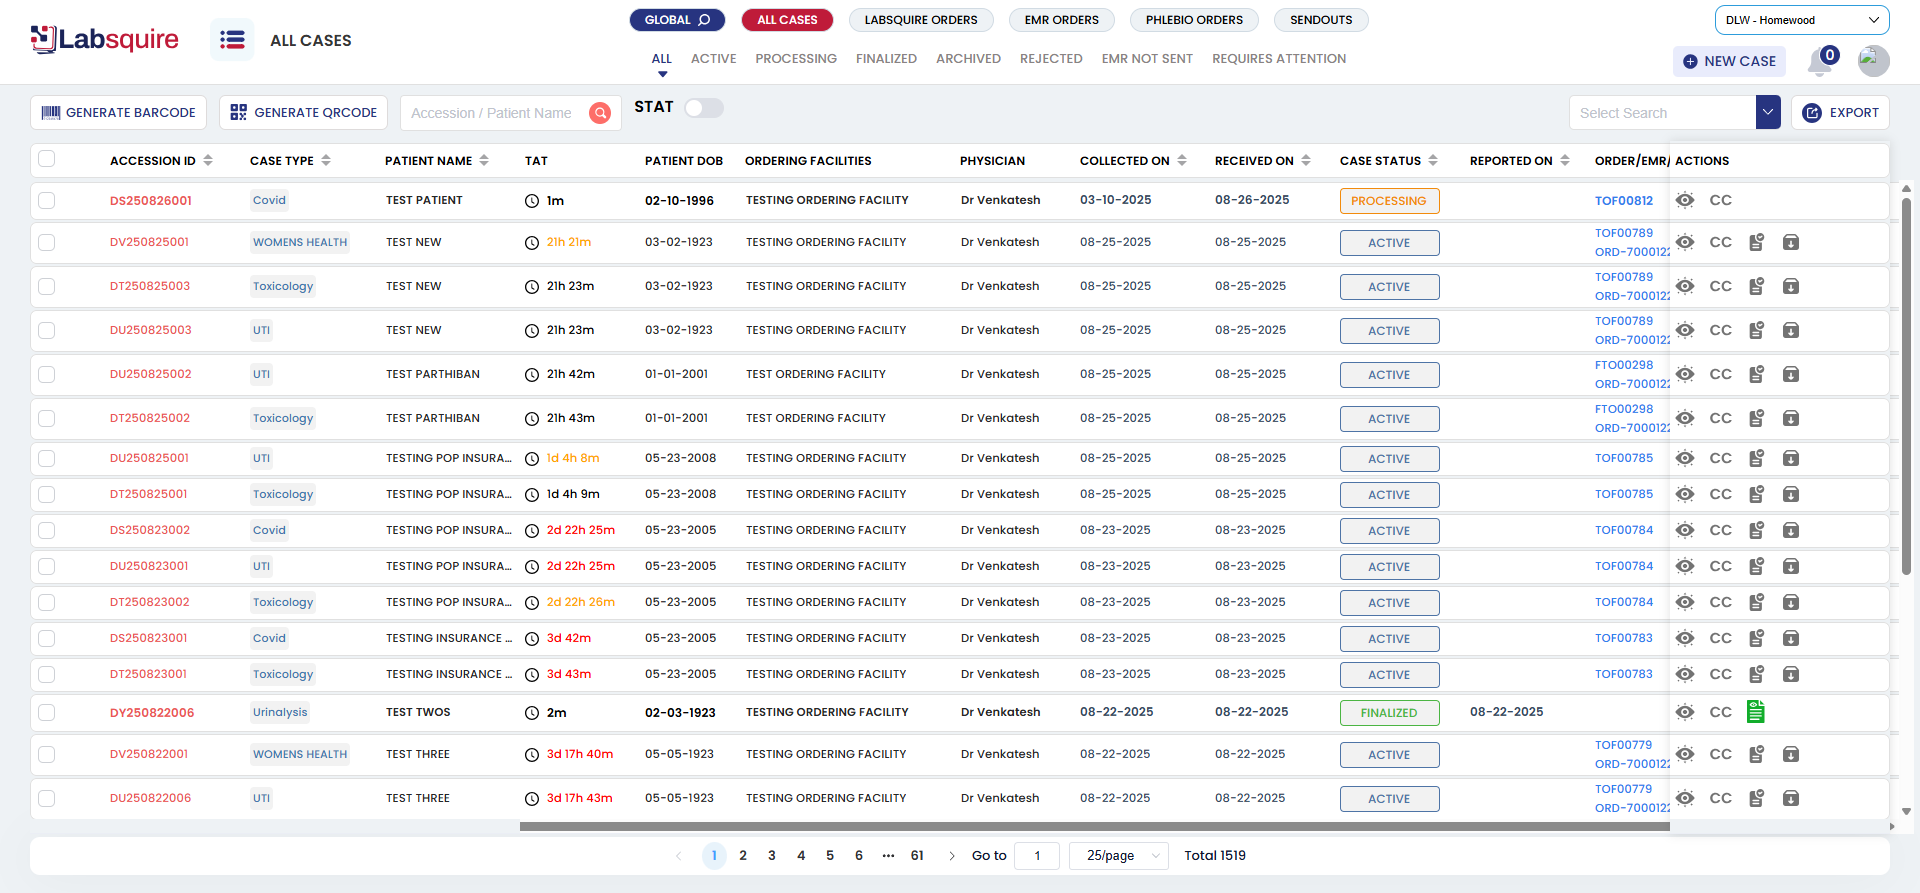 Labsquire
ALL CASES
GLOBAL
ALL CASES
LABSQUIRE ORDERS
EMR ORDERS
PHLEBIO ORDERS
SENDOUTS
ALL ACTIVE PROCESSING FINALIZED ARCHIVED REJECTED EMR NOT SENT REQUIRES ATTENTION
DLW - Homewood
NEW CASE
0
GENERATE BARCODE
GENERATE QRCODE
Accession / Patient Name
STAT
Select Search
EXPORT
ACCESSION ID CASE TYPE PATIENT NAME TAT PATIENT DOB ORDERING FACILITIES PHYSICIAN COLLECTED ON RECEIVED ON CASE STATUS REPORTED ON ORDER/EMR/ ACTIONS
DS250826001 Covid TEST PATIENT 1m 02-10-1996 TESTING ORDERING FACILITY Dr Venkatesh 03-10-2025 08-26-2025 PROCESSING TOF00812 CC
DV250825001 WOMENS HEALTH TEST NEW 21h 21m 03-02-1923 TESTING ORDERING FACILITY Dr Venkatesh 08-25-2025 08-25-2025 ACTIVE TOF00789 CC
ORD-7000122
DT250825003 Toxicology TEST NEW 21h 23m 03-02-1923 TESTING ORDERING FACILITY Dr Venkatesh 08-25-2025 08-25-2025 ACTIVE TOF00789 CC
ORD-7000122
DU250825003 UTI TEST NEW 21h 23m 03-02-1923 TESTING ORDERING FACILITY Dr Venkatesh 08-25-2025 08-25-2025 ACTIVE TOF00789 CC
ORD-7000122
DU250825002 UTI TEST PARTHIBAN 21h 42m 01-01-2001 TEST ORDERING FACILITY Dr Venkatesh 08-25-2025 08-25-2025 ACTIVE FTO00298 CC
ORD-7000122
DT250825002 Toxicology TEST PARTHIBAN 21h 43m 01-01-2001 TEST ORDERING FACILITY Dr Venkatesh 08-25-2025 08-25-2025 ACTIVE FTO00298 CC
ORD-7000122
DU250825001 UTI TESTING POP INSURA... 1d 4h 8m 05-23-2008 TESTING ORDERING FACILITY Dr Venkatesh 08-25-2025 08-25-2025 ACTIVE TOF00785 CC
DT250825001 Toxicology TESTING POP INSURA... 1d 4h 9m 05-23-2008 TESTING ORDERING FACILITY Dr Venkatesh 08-25-2025 08-25-2025 ACTIVE TOF00785 CC
DS250823002 Covid TESTING POP INSURA... 2d 22h 25m 05-23-2005 TESTING ORDERING FACILITY Dr Venkatesh 08-23-2025 08-23-2025 ACTIVE TOF00784 CC
DU250823001 UTI TESTING POP INSURA... 2d 22h 25m 05-23-2005 TESTING ORDERING FACILITY Dr Venkatesh 08-23-2025 08-23-2025 ACTIVE TOF00784 CC
DT250823002 Toxicology TESTING POP INSURA... 2d 22h 26m 05-23-2005 TESTING ORDERING FACILITY Dr Venkatesh 08-23-2025 08-23-2025 ACTIVE TOF00784 CC
DS250823001 Covid TESTING INSURANCE ... 3d 42m 05-23-2005 TESTING ORDERING FACILITY Dr Venkatesh 08-23-2025 08-23-2025 ACTIVE TOF00783 CC
DT250823001 Toxicology TESTING INSURANCE ... 3d 43m 05-23-2005 TESTING ORDERING FACILITY Dr Venkatesh 08-23-2025 08-23-2025 ACTIVE TOF00783 CC
DY250822006 Urinalysis TEST TWOS 2m 02-03-1923 TESTING ORDERING FACILITY Dr Venkatesh 08-22-2025 08-22-2025 FINALIZED 08-22-2025 CC
DV250822001 WOMENS HEALTH TEST THREE 3d 17h 40m 05-05-1923 TESTING ORDERING FACILITY Dr Venkatesh 08-22-2025 08-22-2025 ACTIVE TOF00779 CC
ORD-7000122
DU250822006 UTI TEST THREE 3d 17h 43m 05-05-1923 TESTING ORDERING FACILITY Dr Venkatesh 08-22-2025 08-22-2025 ACTIVE TOF00779 CC
ORD-7000122
1 2 3 4 5 6 ... 61 Go to 1 25/page Total 1519